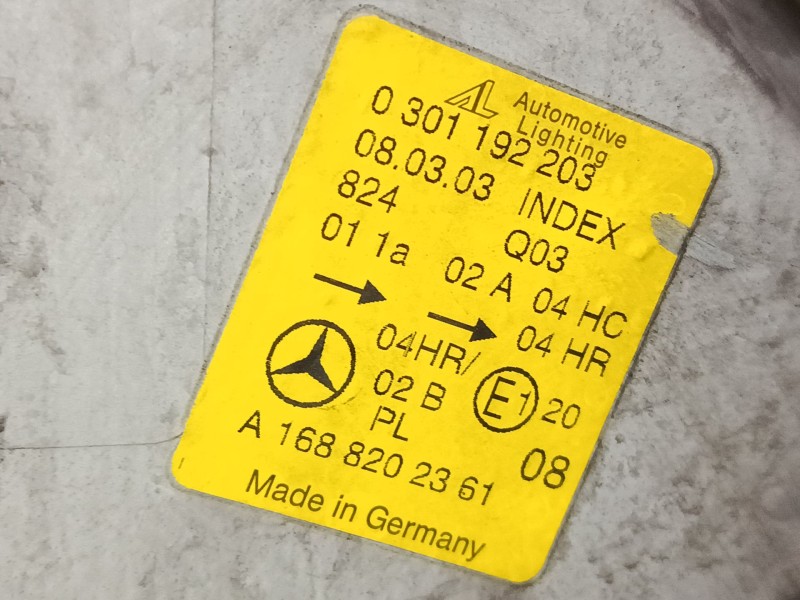 AL Automotive
Lighting
0 301 192 203
08.03.03 INDEX
824 Q03
01 1a 02 A 04 HC
04 HR
04HR/
02 B E1 20
PL
A 168 820 23 61 08
Made in Germany